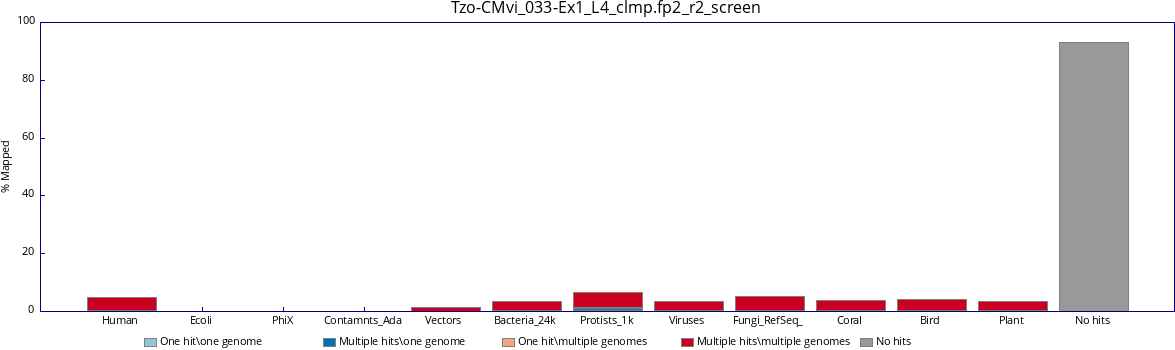 Tzo-CMvi_033-Ex1_L4_clmp.fp2_r2_screen
100
80
60
40
20
0
% Mapped
Human Ecoli PhiX Contamnts_Ada Vectors Bacteria_24k Protists_1k Viruses Fungi_RefSeq_ Coral Bird Plant No hits
One hit\one genome Multiple hits\one genome One hit\multiple genomes Multiple hits\multiple genomes No hits